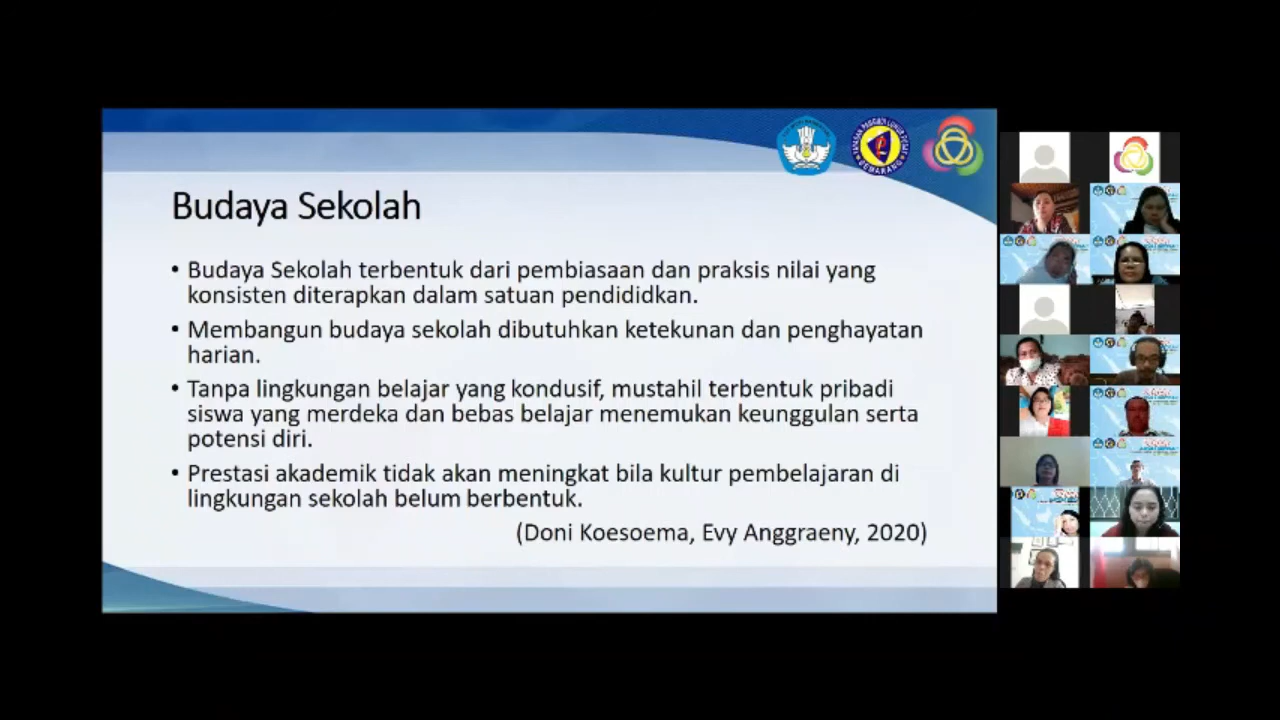 Budaya Sekolah
• Budaya Sekolah terbentuk dari pembiasaan dan praksis nilai yang
konsisten diterapkan dalam satuan pendididkan.
• Membangun budaya sekolah dibutuhkan ketekunan dan penghayatan
harian.
• Tanpa lingkungan belajar yang kondusif, mustahil terbentuk pribadi
siswa yang merdeka dan bebas belajar menemukan keunggulan serta
potensi diri.
• Prestasi akademik tidak akan meningkat bila kultur pembelajaran di
lingkungan sekolah belum berbentuk.
(Doni Koesoema, Evy Anggraeny, 2020)
SEMARANG